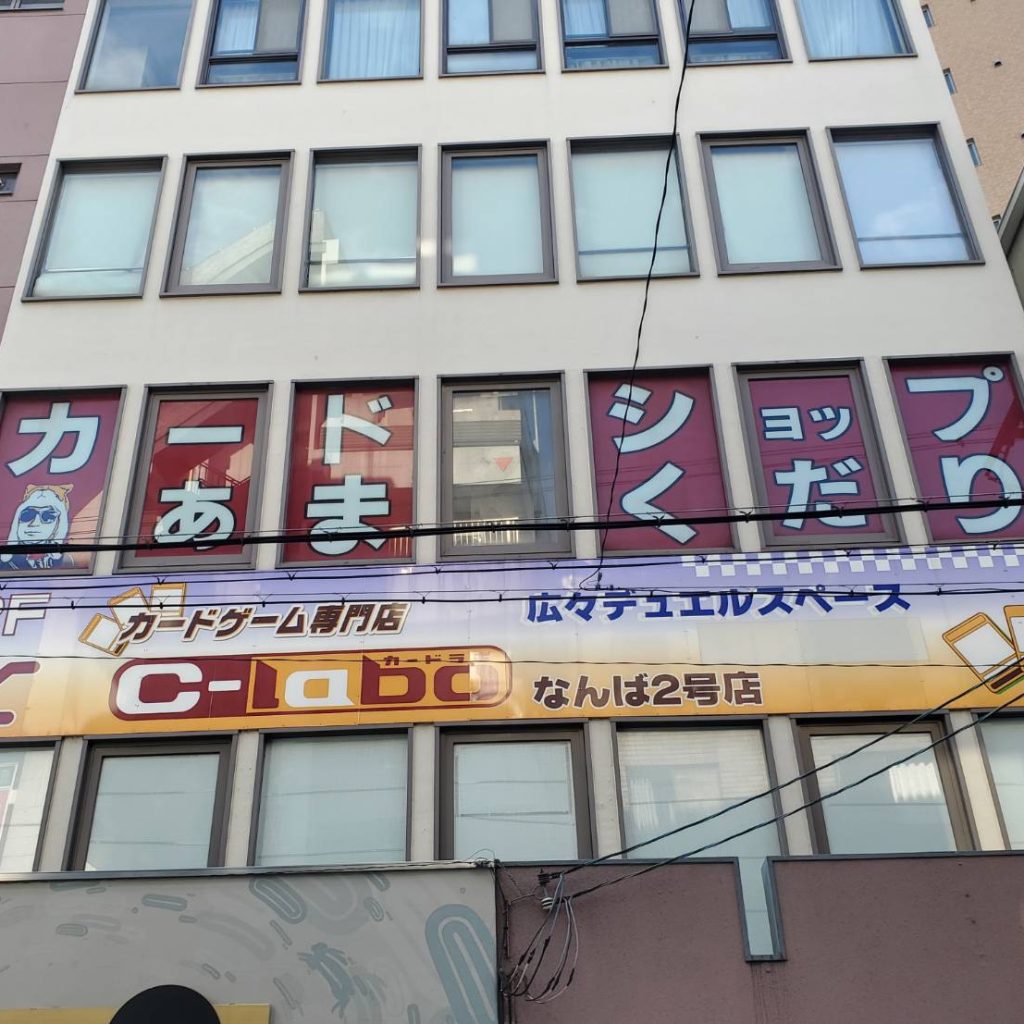 カードショップ
あまくだり
カードゲーム専門店
広々デュエルスペース
カードラボ
c-labo
なんば2号店